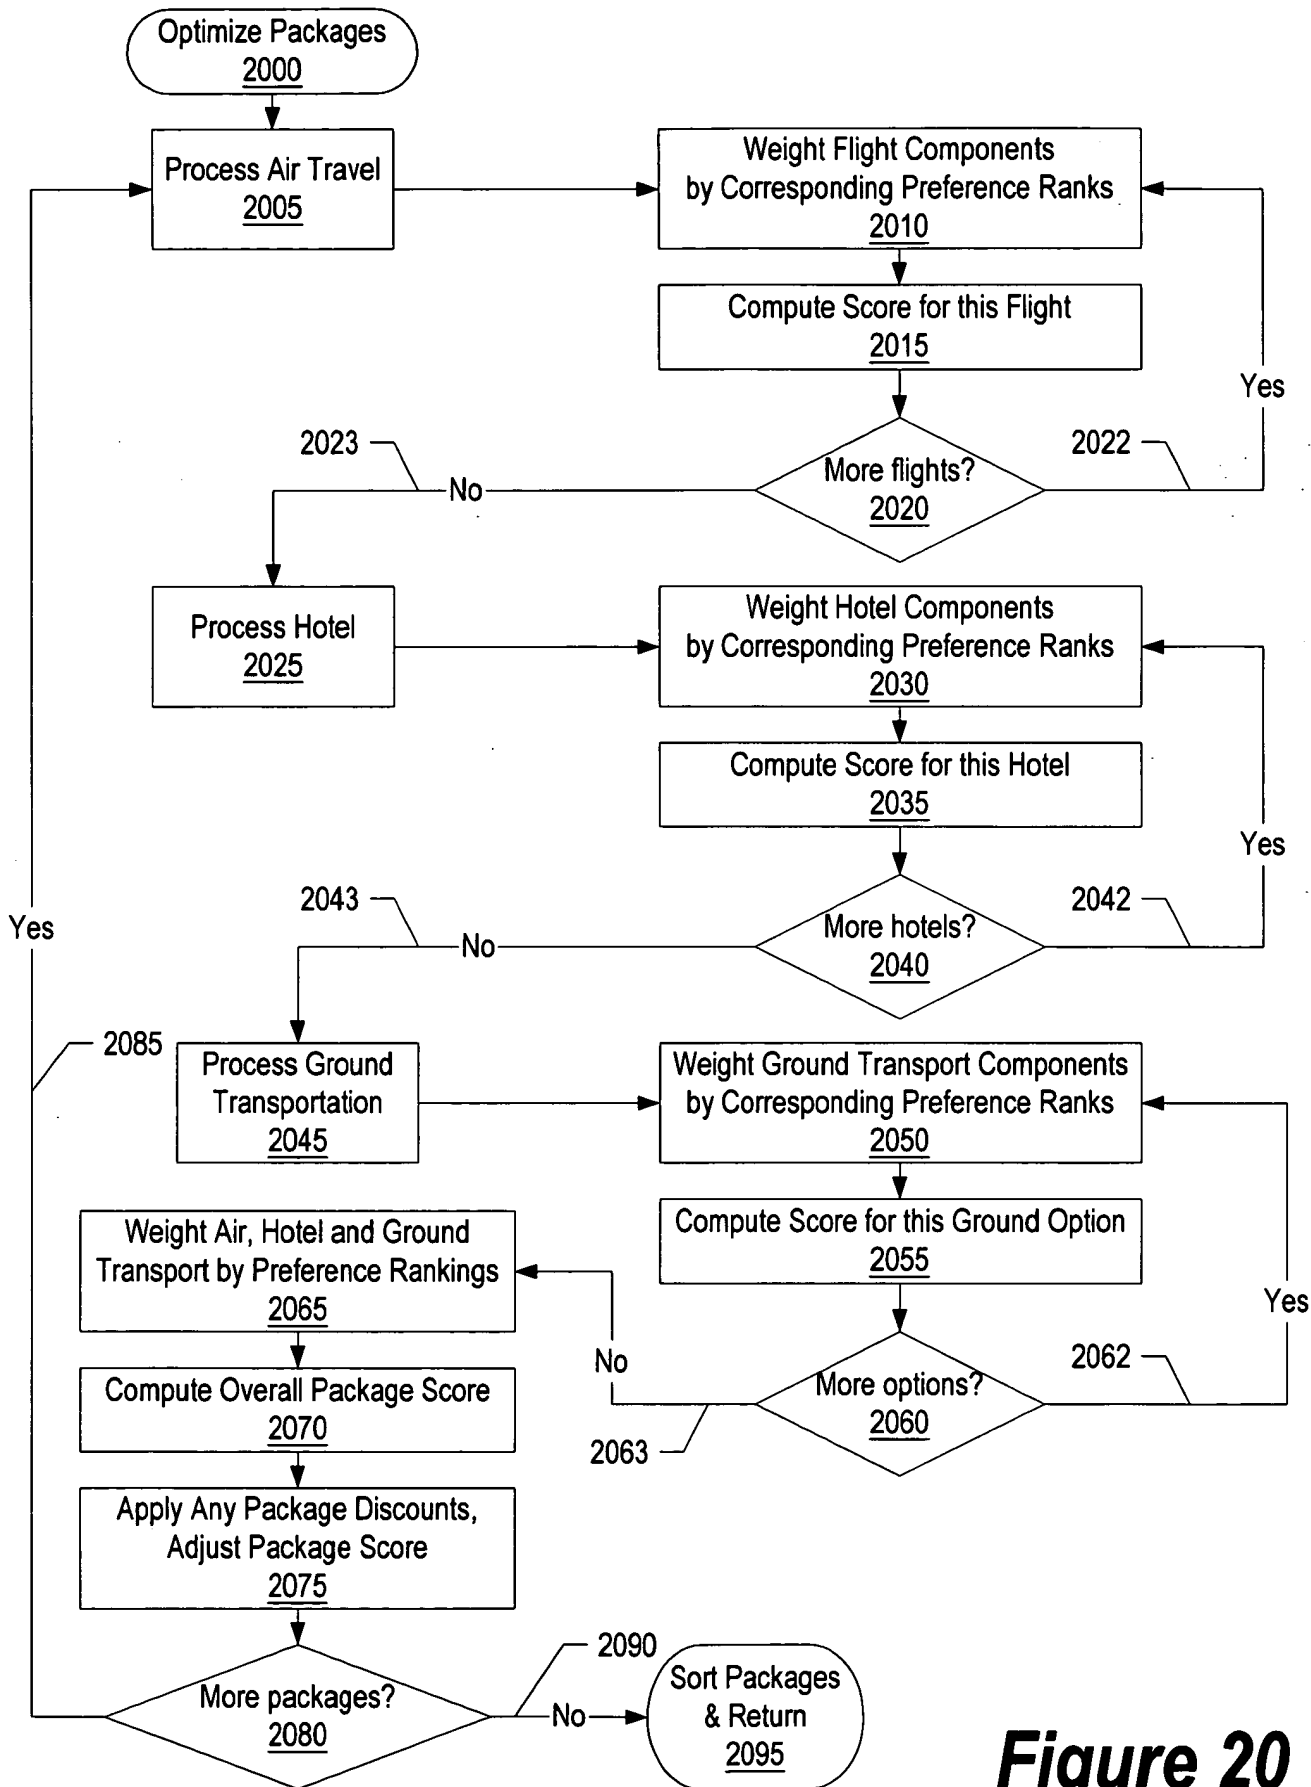 Optimize Packages
2000
Process Air Travel
2005
Weight Flight Components
by Corresponding Preference Ranks
2010
Compute Score for this Flight
2015
Yes
2023
2022
More flights?
2020
No
Process Hotel
2025
Weight Hotel Components
by Corresponding Preference Ranks
2030
Compute Score for this Hotel
2035
Yes
2043
2042
More hotels?
2040
No
Yes
2085
Process Ground
Transportation
2045
Weight Ground Transport Components
by Corresponding Preference Ranks
2050
Compute Score for this Ground Option
2055
Yes
Weight Air, Hotel and Ground
Transport by Preference Rankings
2065
No
2062
More options?
2060
2063
Compute Overall Package Score
2070
Apply Any Package Discounts,
Adjust Package Score
2075
2090
More packages?
2080
No
Sort Packages
& Return
2095
Figure 20